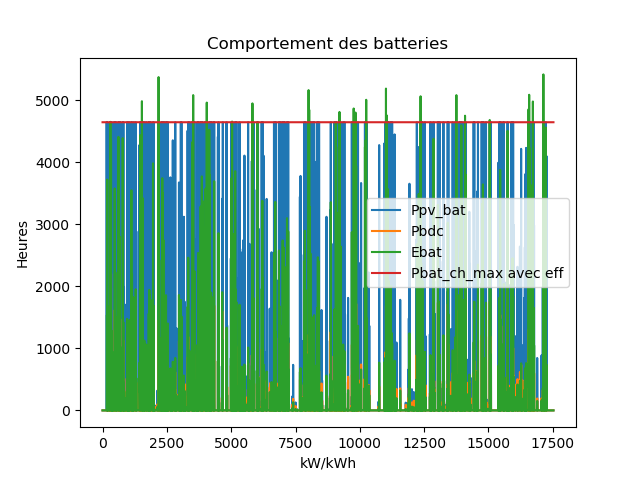 Comportement des batteries
Heures
5000
4000
3000
2000
1000
0
Ppv_bat
Pbdc
Ebat
Pbat_ch_max avec eff
0 2500 5000 7500 10000 12500 15000 17500
kW/kWh